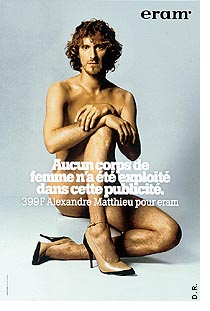 eram
Aucun corps de
femme n'a été exploité
dans cette publicité.
399F Alexandre Matthieu pour eram
D. R.